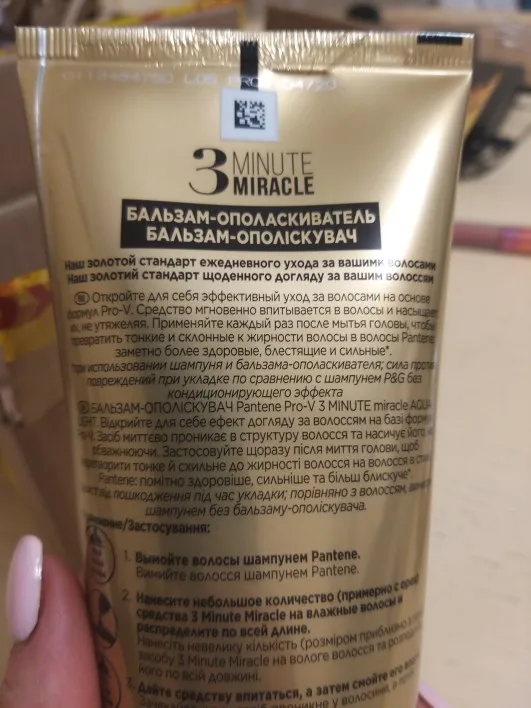 3 MINUTE
MIRACLE
БАЛЬЗАМ-ОПОЛАСКИВАТЕЛЬ
БАЛЬЗАМ-ОПОЛІСКУВАЧ
Наш золотой стандарт ежедневного ухода за вашими волосами
Наш золотий стандарт щоденного догляду за вашим волоссям
Откройте для себя эффективный уход за волосами на основе
формул Pro-V. Средство мгновенно впитывается в волосы и
не утяжеляя. Применяйте каждый раз после мытья головы, чтобы
превратить тонкие и склонные к жирности волосы в волосы Pantene:
заметно более здоровые, блестящие и сильные*.
при использовании шампуня и бальзама-ополаскивателя; сила против
повреждений при укладке по сравнению с шампунем P&G без
кондиционирующего эффекта
БАЛЬЗАМ-ОПОЛІСКУВАЧ Pantene Pro-V 3 MINUTE miracle
Відкрийте для себе ефект догляду за волоссям на базі формул
Pro-V. Засіб миттєво проникає в структуру волосся та насичує його, не
обважнюючи. Застосовуйте щоразу після миття голови, щоб
перетворити тонке й схильне до жирності волосся на волосся в стилі
Pantene: помітно здоровіше, сильніше та більш блискуче*.
від пошкодження під час укладки; порівняно з волоссям,
шампунем без бальзаму-ополіскувача.
/Застосування:
1. Вымойте волосы шампунем Pantene.
Вимийте волосся шампунем Pantene.
2. Нанесите небольшое количество (примерно с
средства 3 Minute Miracle на влажные волосы и
распределите по всей длине.
Нанесіть невелику кількість (розміром приблизно з
засобу 3 Minute Miracle на вологе волосся та
його по всій довжині.
3. Дайте средству впитаться, а затем смойте его